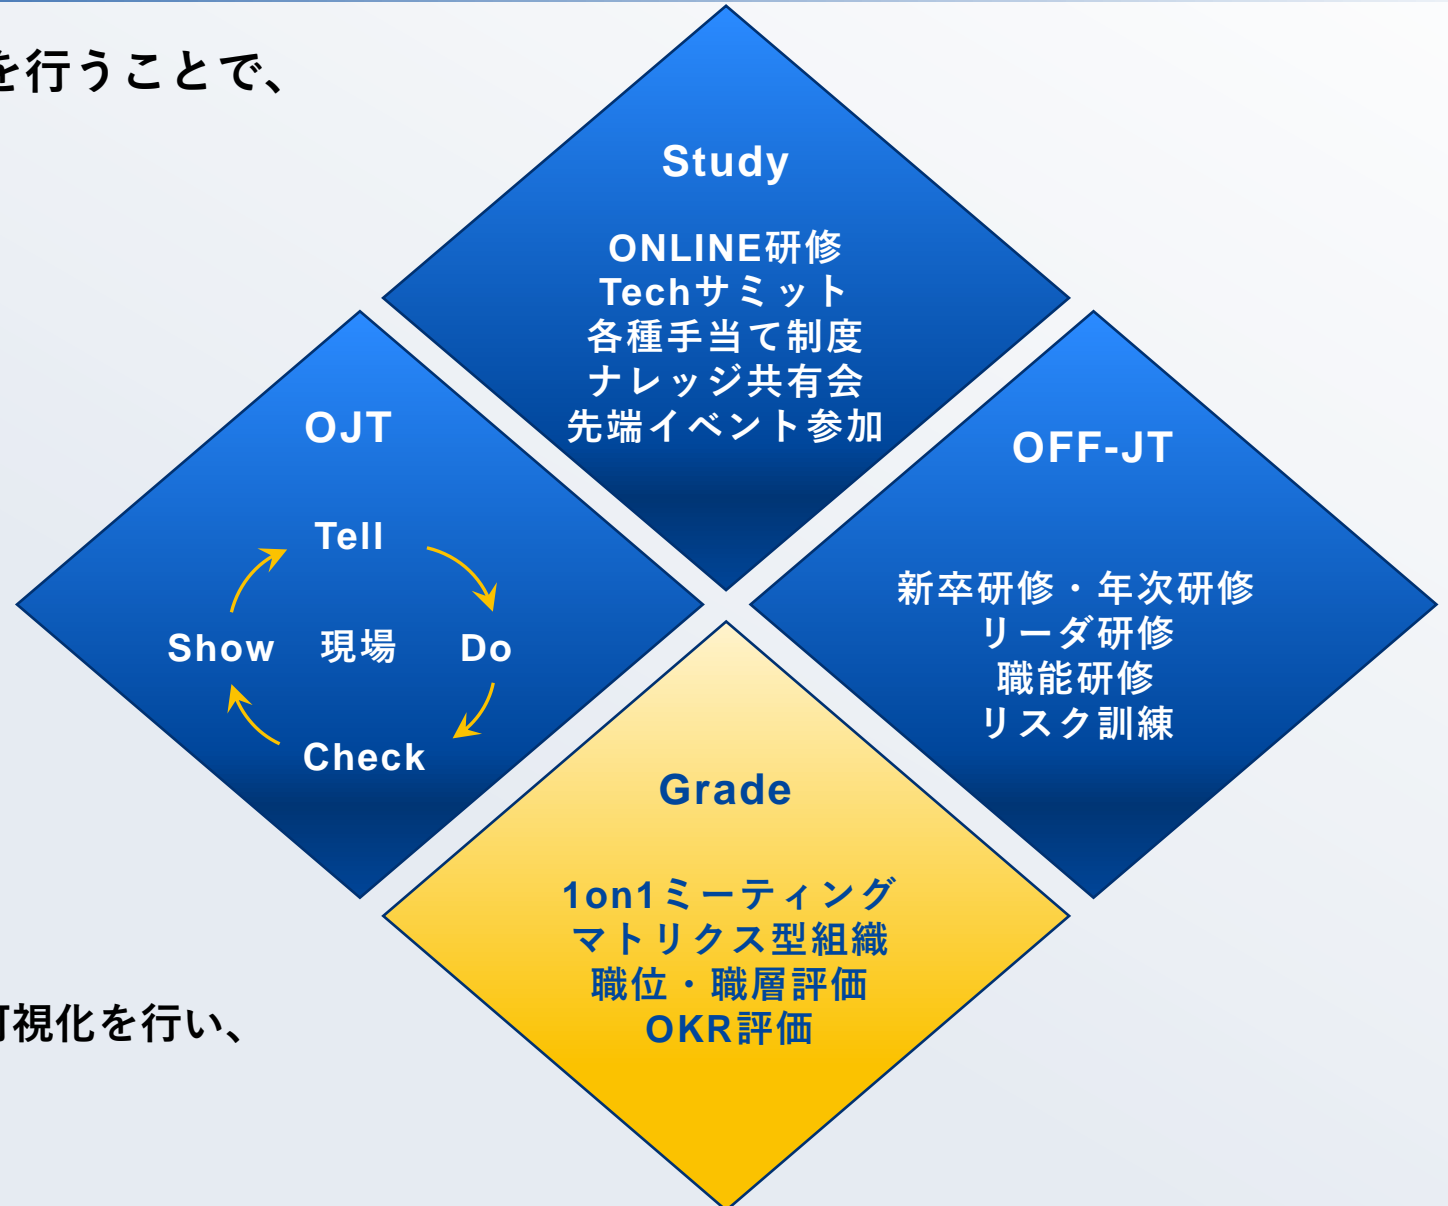 を行うことで、
Study
ONLINE研修
Techサミット
各種手当て制度
ナレッジ共有会
先端イベント参加
OJT
Tell
Show 現場 Do
Check
OFF-JT
新卒研修・年次研修
リーダ研修
職能研修
リスク訓練
Grade
1on1ミーティング
マトリクス型組織
職位・職層評価
OKR評価
可視化を行い、